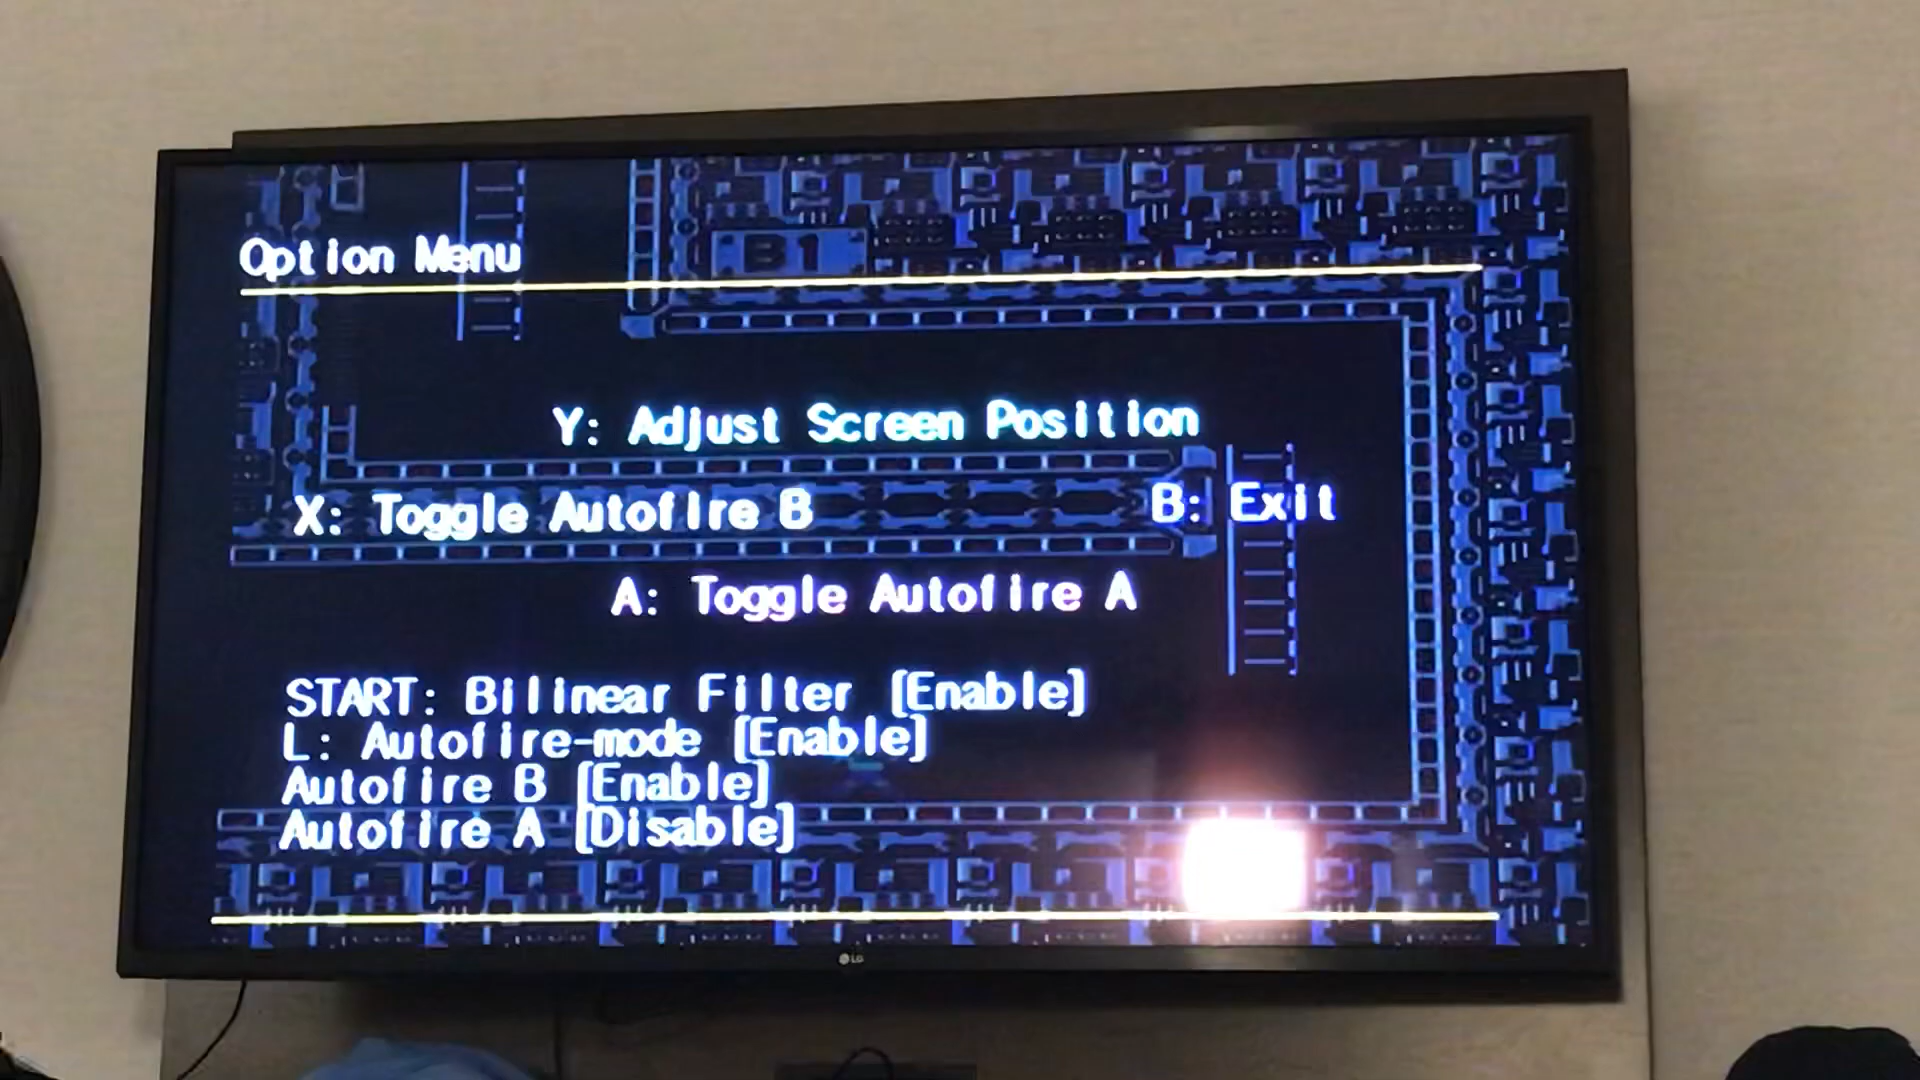 B1
Option Menu
Y: Adjust Screen Position
X: Toggle Autofire B
B: Exit
A: Toggle Autofire A
START: Bilinear Filter [Enable]
L: Autofire-mode [Enable]
Autofire B [Enable]
Autofire A [Disable]
LG